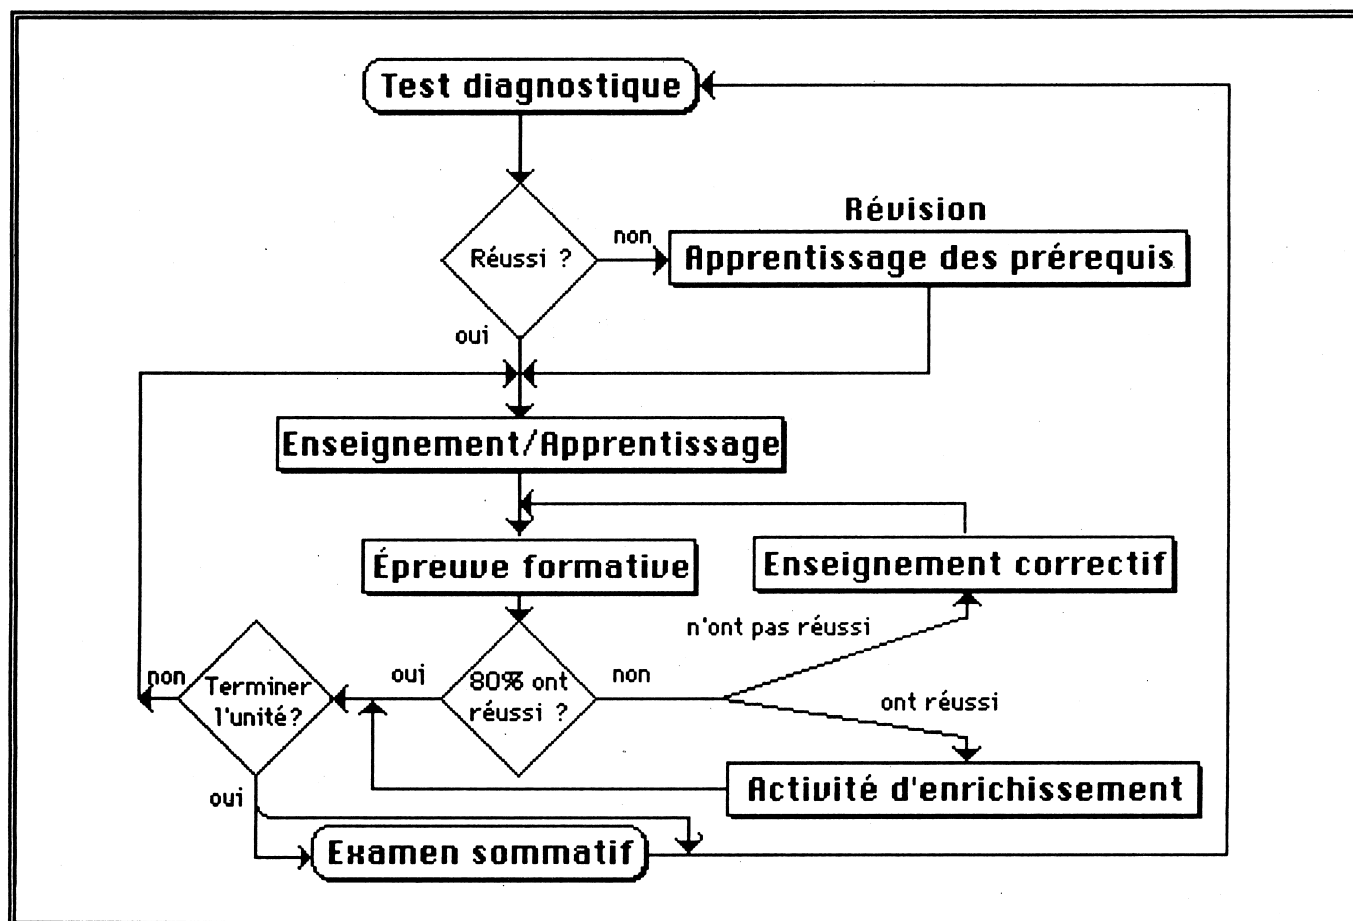 Test diagnostique
Révision
non
Réussi ?
Apprentissage des prérequis
oui
Enseignement/Apprentissage
Épreuve formative
Enseignement correctif
n'ont pas réussi
non
Terminer
l'unité?
oui
80% ont
réussi ?
non
ont réussi
Activité d'enrichissement
oui
Examen sommatif